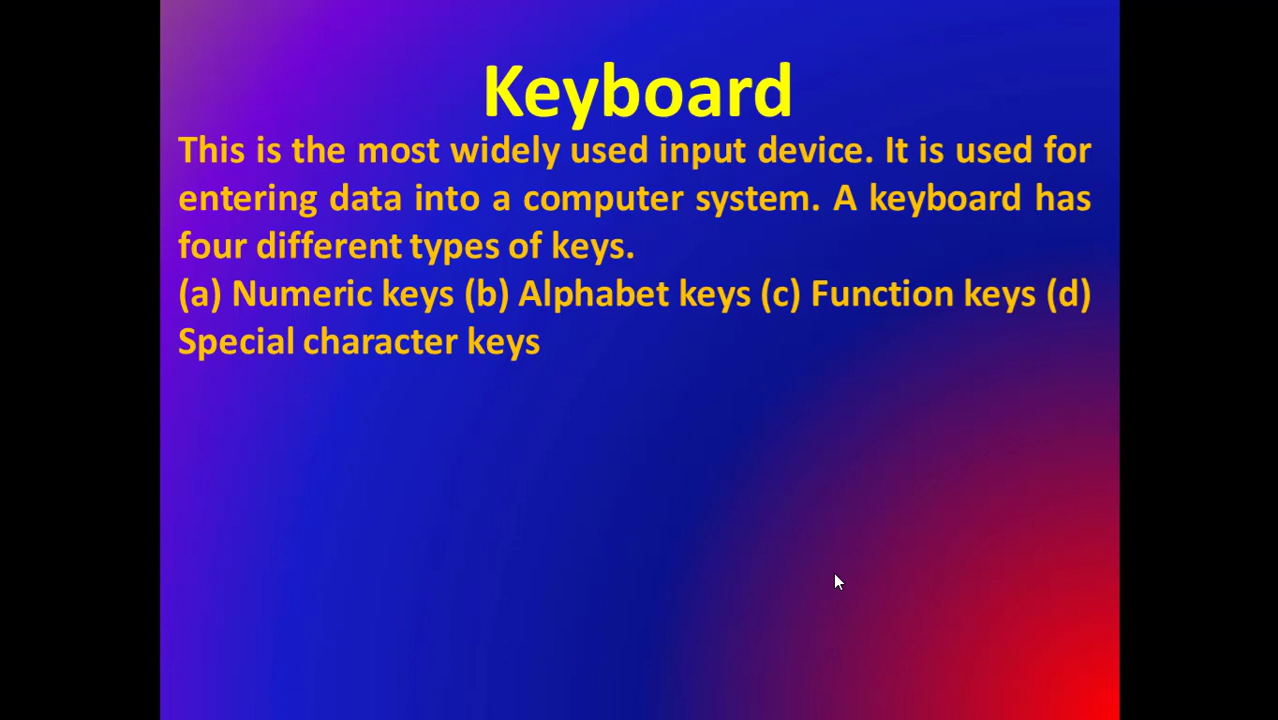 Keyboard
This is the most widely used input device. It is used for
entering data into a computer system. A keyboard has
four different types of keys.
(a) Numeric keys (b) Alphabet keys (c) Function keys (d)
Special character keys